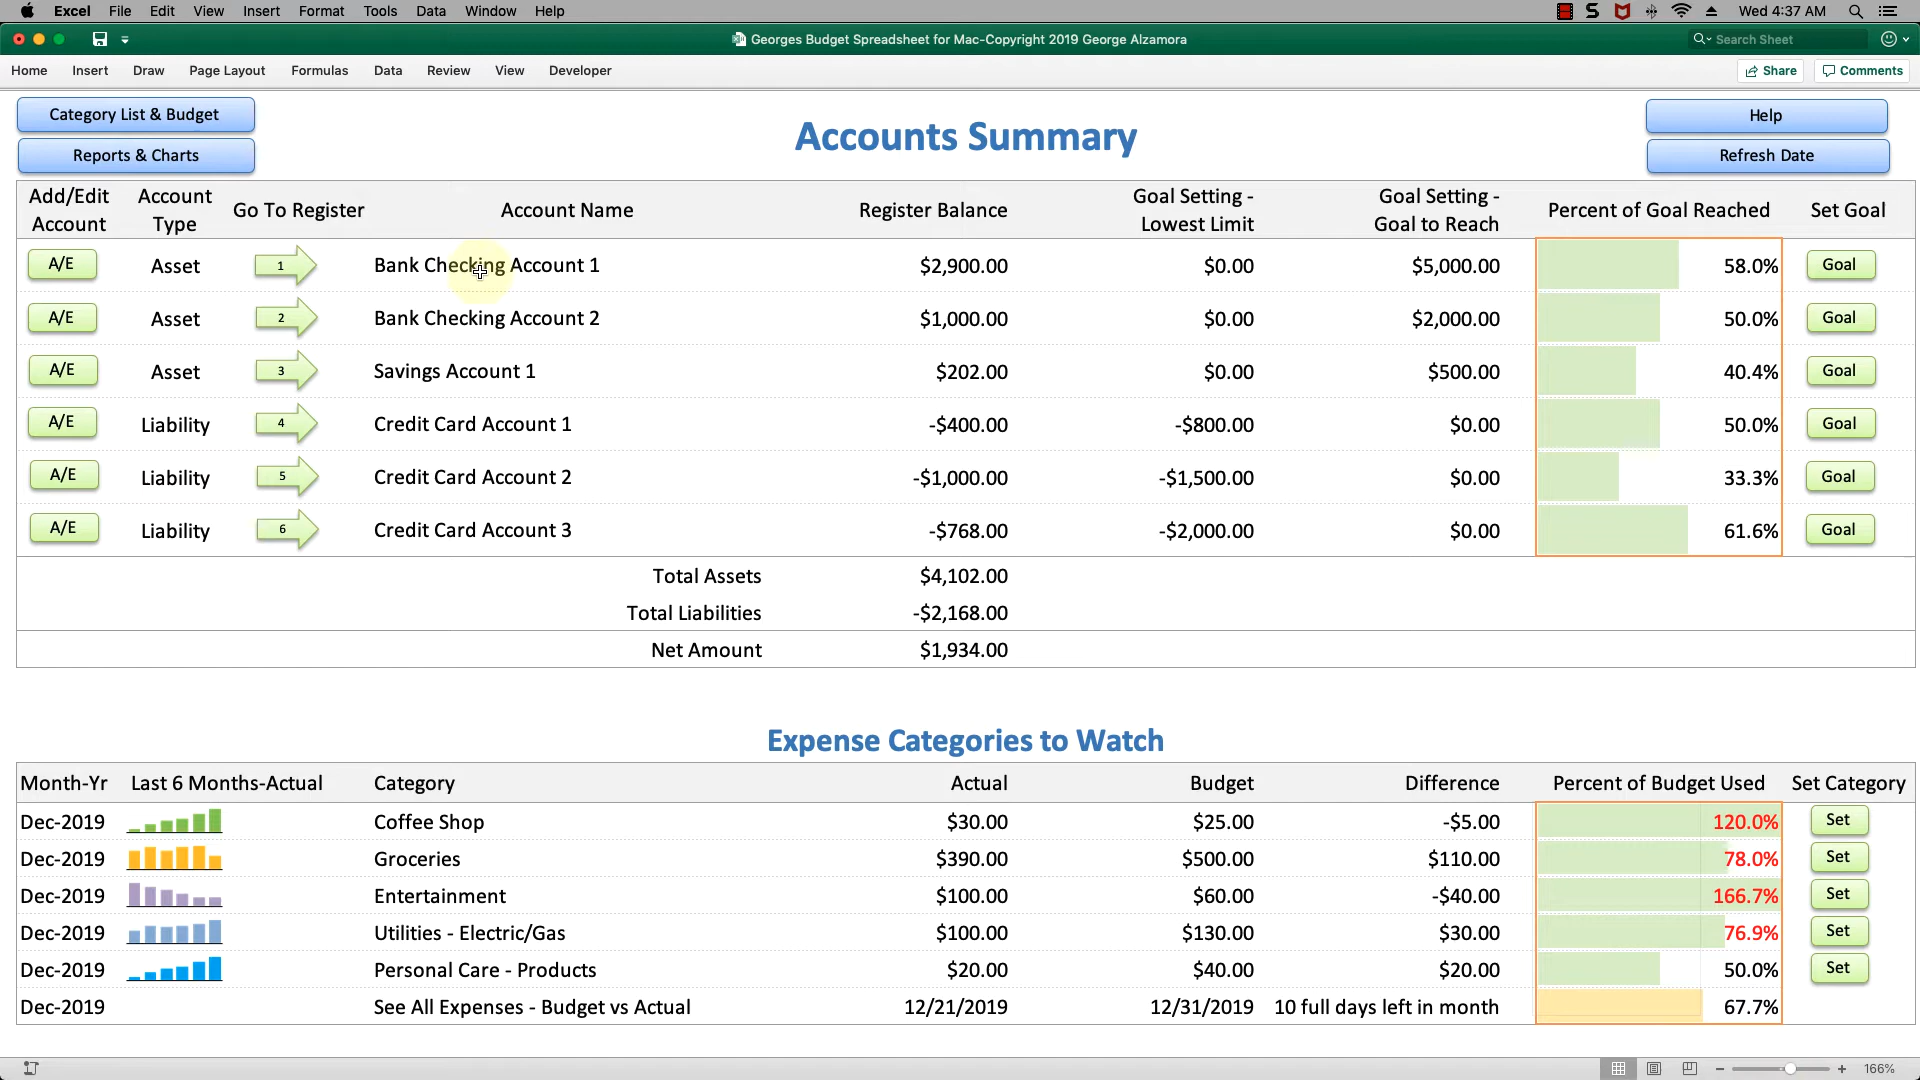 Excel File Edit View Insert Format Tools Data Window Help Wed 4:37 AM
Georges Budget Spreadsheet for Mac-Copyright 2019 George Alzamora Search Sheet
Home Insert Draw Page Layout Formulas Data Review View Developer Share Comments
Category List & Budget
Reports & Charts
Accounts Summary
Help
Refresh Date
Add/Edit Account Account Type Go To Register Account Name Register Balance Goal Setting - Lowest Limit Goal Setting - Goal to Reach Percent of Goal Reached Set Goal
A/E Asset 1 Bank Checking Account 1 $2,900.00 $0.00 $5,000.00 58.0% Goal
A/E Asset 2 Bank Checking Account 2 $1,000.00 $0.00 $2,000.00 50.0% Goal
A/E Asset 3 Savings Account 1 $202.00 $0.00 $500.00 40.4% Goal
A/E Liability 4 Credit Card Account 1 -$400.00 -$800.00 $0.00 50.0% Goal
A/E Liability 5 Credit Card Account 2 -$1,000.00 -$1,500.00 $0.00 33.3% Goal
A/E Liability 6 Credit Card Account 3 -$768.00 -$2,000.00 $0.00 61.6% Goal
Total Assets $4,102.00
Total Liabilities -$2,168.00
Net Amount $1,934.00
Expense Categories to Watch
Month-Yr Last 6 Months-Actual Category Actual Budget Difference Percent of Budget Used Set Category
Dec-2019 Coffee Shop $30.00 $25.00 -$5.00 120.0% Set
Dec-2019 Groceries $390.00 $500.00 $110.00 78.0% Set
Dec-2019 Entertainment $100.00 $60.00 -$40.00 166.7% Set
Dec-2019 Utilities - Electric/Gas $100.00 $130.00 $30.00 76.9% Set
Dec-2019 Personal Care - Products $20.00 $40.00 $20.00 50.0% Set
Dec-2019 See All Expenses - Budget vs Actual 12/21/2019 12/31/2019 10 full days left in month 67.7%
166%